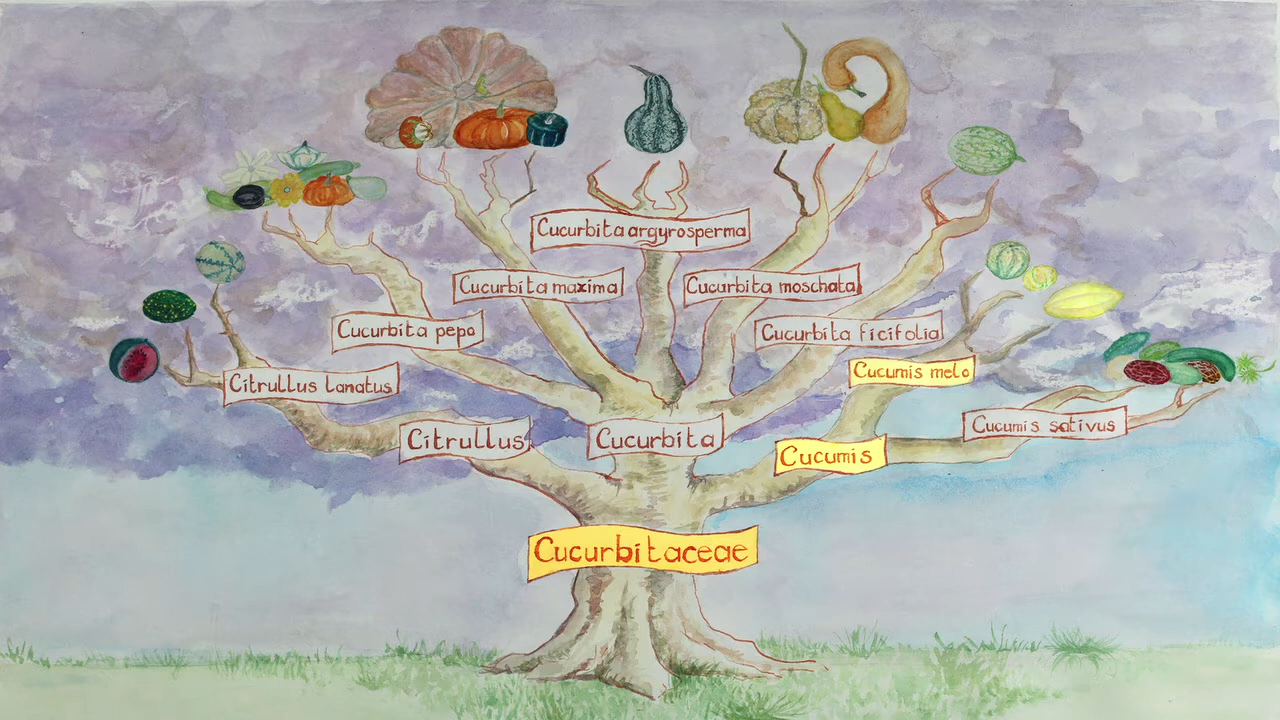 Cucurbita argyrosperma
Cucurbita maxima
Cucurbita moschata
Cucurbita pepo
Cucurbita ficifolia
Citrullus lanatus
Cucumis melo
Citrullus
Cucurbita
Cucumis sativus
Cucumis
Cucurbitaceae